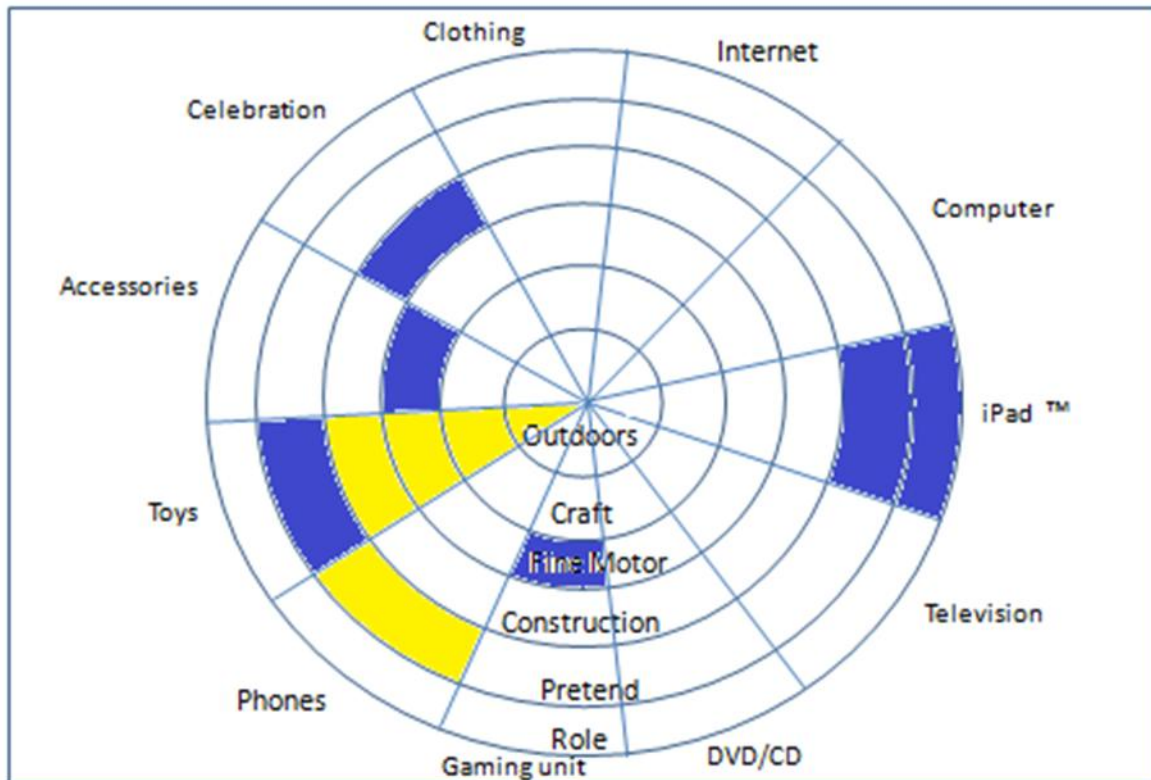 Clothing
Internet
Celebration
Computer
Accessories
iPad ™
Outdoors
Toys
Craft
Fine Motor
Television
Construction
Phones
Pretend
Role
DVD/CD
Gaming unit